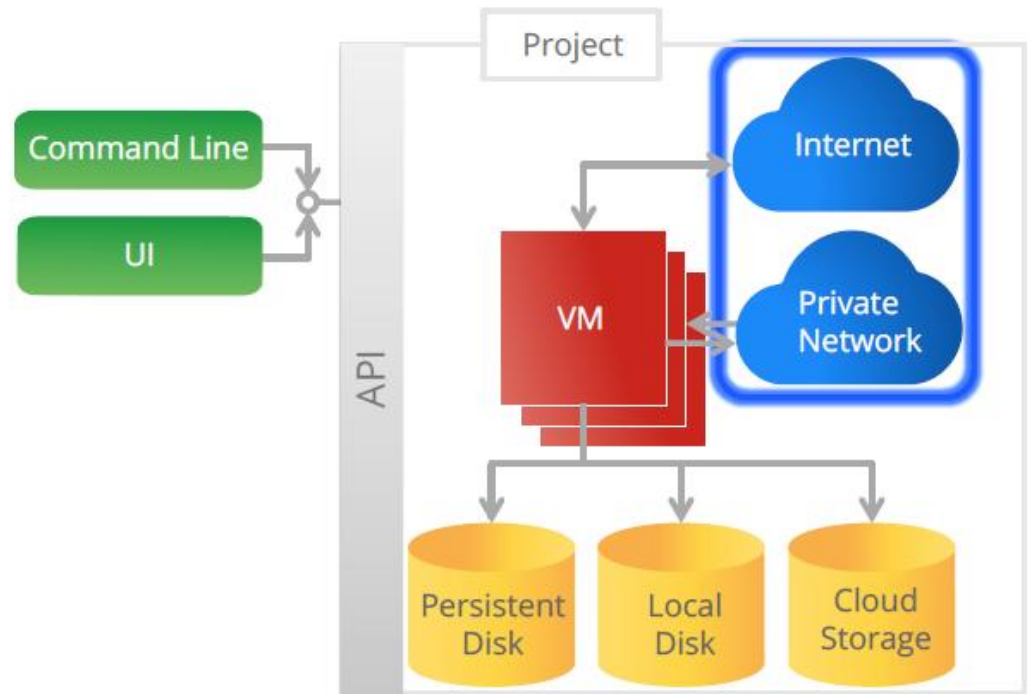 Project
Command Line
Internet
UI
VM
Private
Network
API
Persistent
Disk
Local
Disk
Cloud
Storage